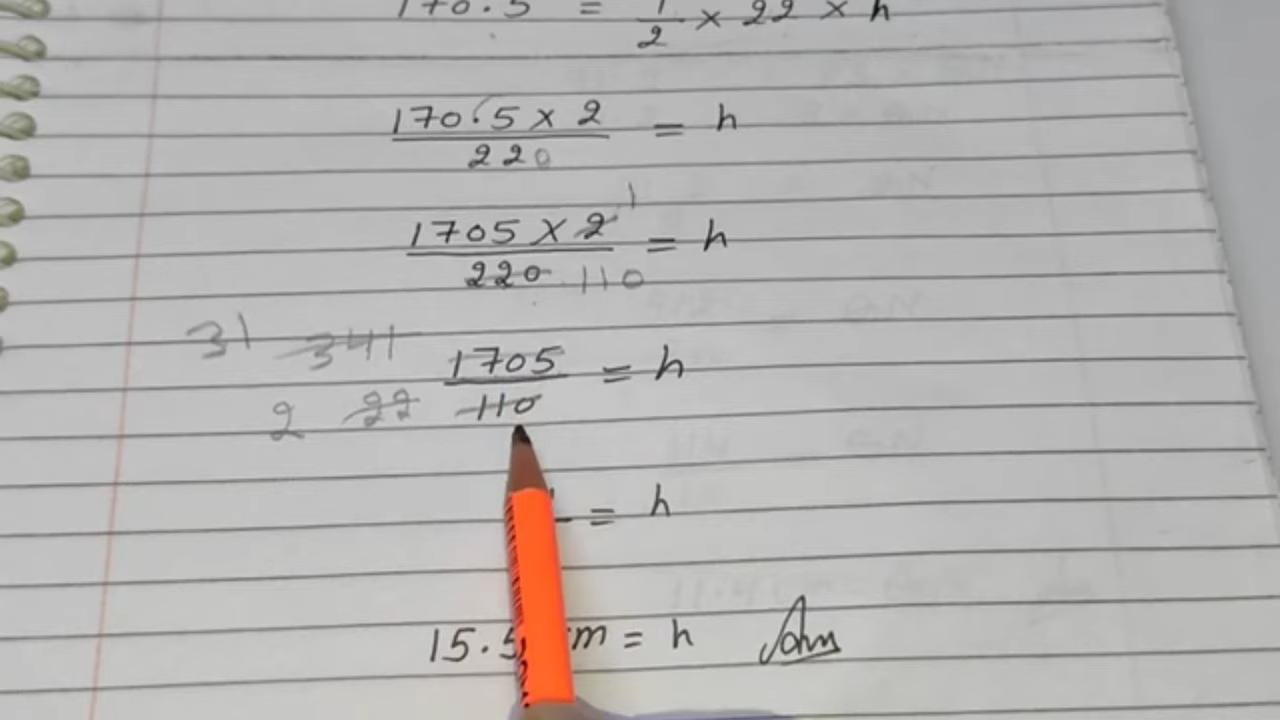 170.5 = 1/2 × 22 × h
170.5 × 2 / 220 = h
1705 × 2 1 / 220 110 = h
31 341 1705 / 2 22 110 = h
= h
15.5 m = h Ans